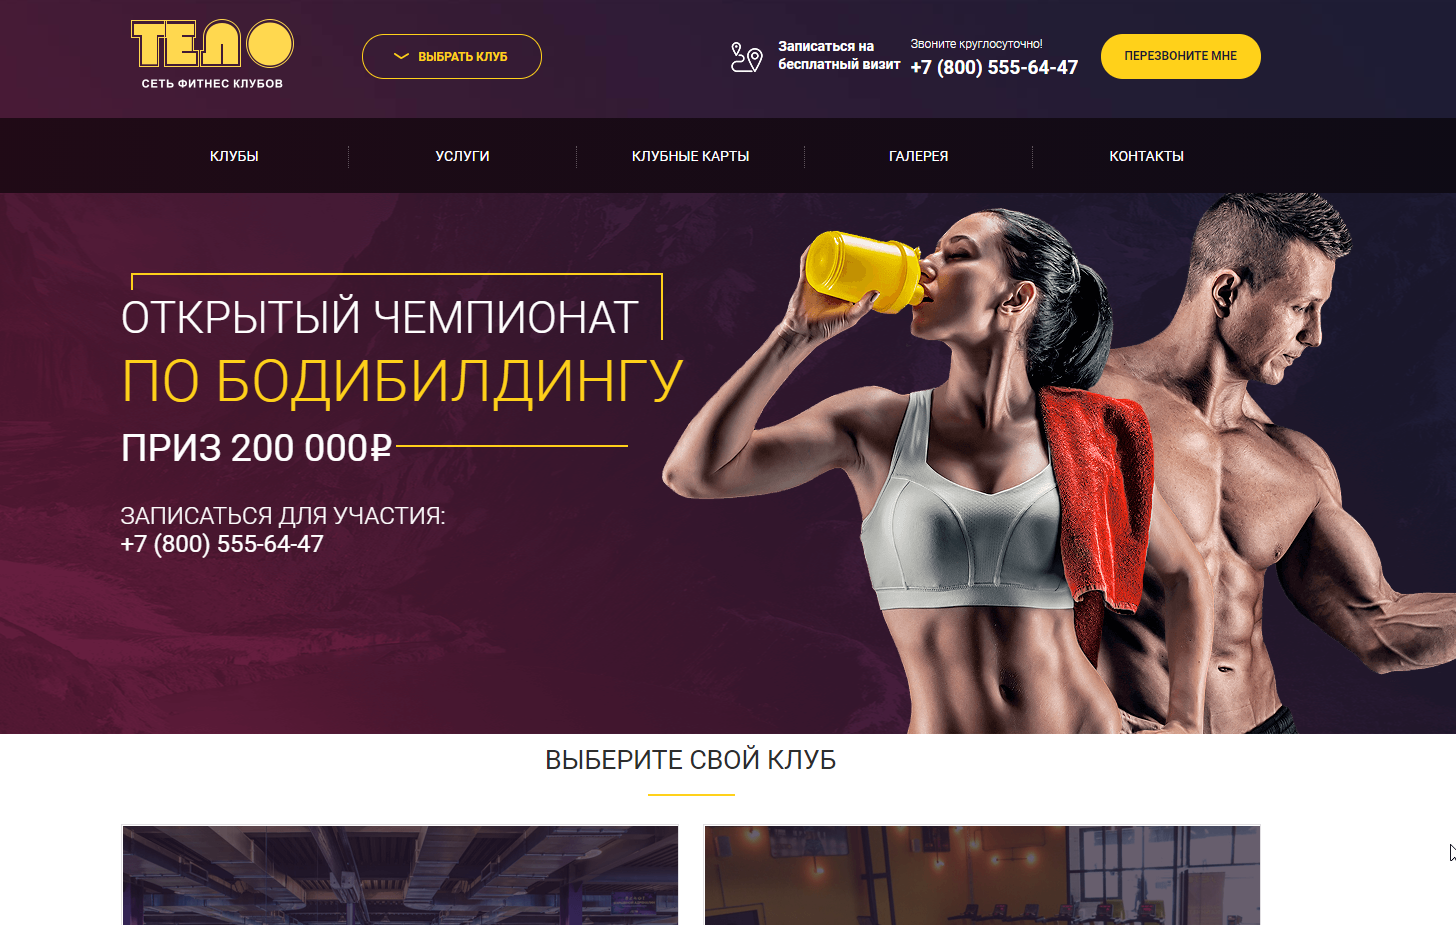 ТЕЛО
СЕТЬ ФИТНЕС КЛУБОВ
ВЫБРАТЬ КЛУБ
Записаться на
бесплатный визит
Звоните круглосуточно!
+7 (800) 555-64-47
ПЕРЕЗВОНИТЕ МНЕ
КЛУБЫ
УСЛУГИ
КЛУБНЫЕ КАРТЫ
ГАЛЕРЕЯ
КОНТАКТЫ
ОТКРЫТЫЙ ЧЕМПИОНАТ
ПО БОДИБИЛДИНГУ
ПРИЗ 200 000₽
ЗАПИСАТЬСЯ ДЛЯ УЧАСТИЯ:
+7 (800) 555-64-47
ВЫБЕРИТЕ СВОЙ КЛУБ